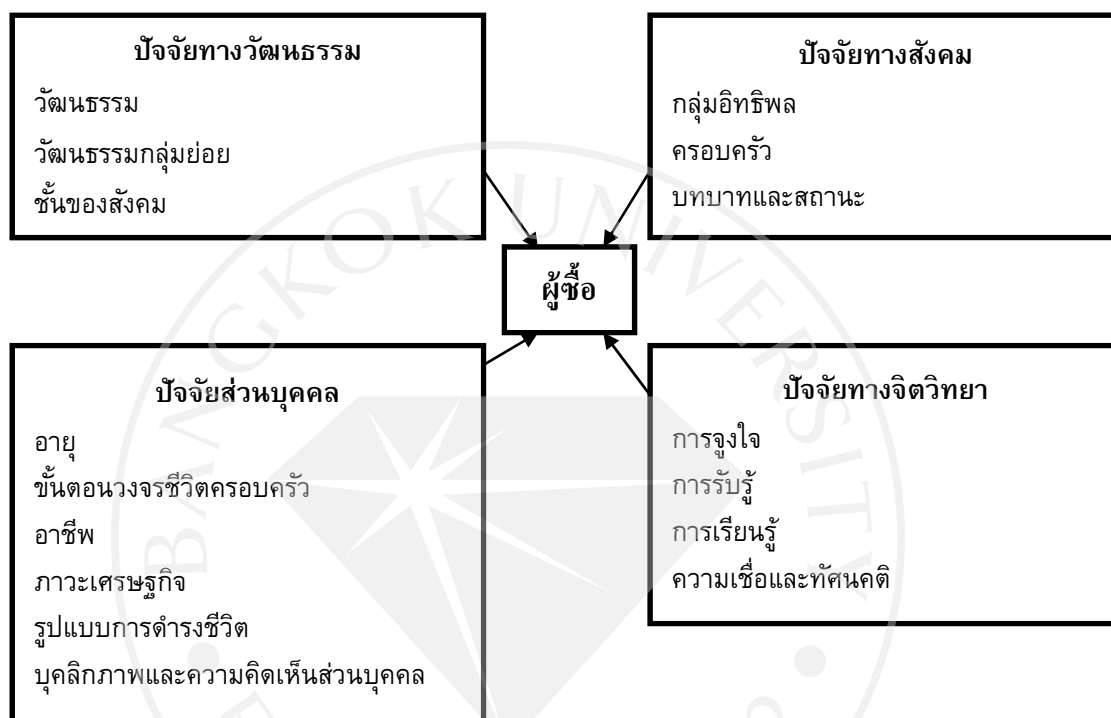 ปัจจัยทางวัฒนธรรม
วัฒนธรรม
วัฒนธรรมกลุ่มย่อย
ชั้นของสังคม
ปัจจัยทางสังคม
กลุ่มอิทธิพล
ครอบครัว
บทบาทและสถานะ
ผู้ซื้อ
ปัจจัยส่วนบุคคล
อายุ
ขั้นตอนวงจรชีวิตครอบครัว
อาชีพ
ภาวะเศรษฐกิจ
รูปแบบการดำรงชีวิต
บุคลิกภาพและความคิดเห็นส่วนบุคคล
ปัจจัยทางจิตวิทยา
การจูงใจ
การรับรู้
การเรียนรู้
ความเชื่อและทัศนคติ
BANGKOK UNIVERSITY